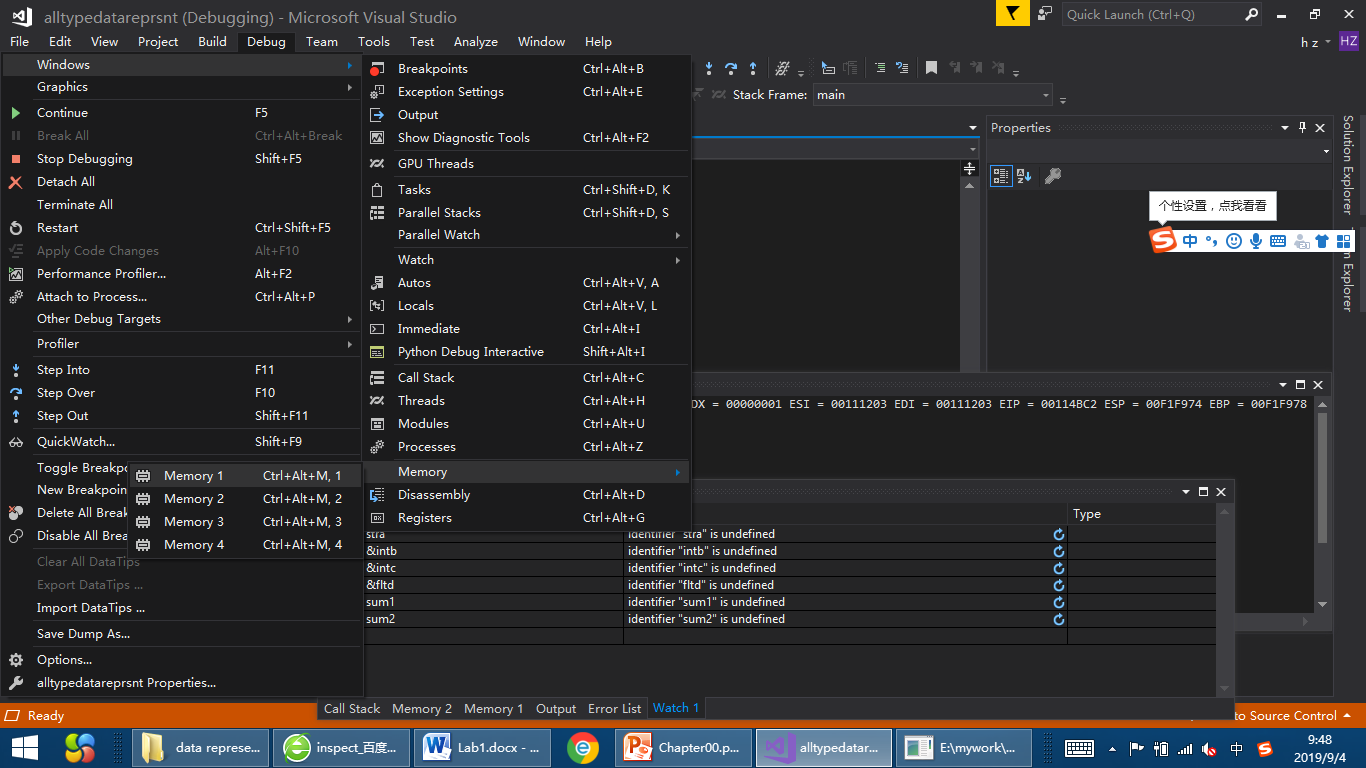 alltypedatareprsnt (Debugging) - Microsoft Visual Studio
Quick Launch (Ctrl+Q)
File Edit View Project Build Debug Team Tools Test Analyze Window Help
h z HZ
Windows
Graphics
Continue F5
Break All Ctrl+Alt+Break
Stop Debugging Shift+F5
Detach All
Terminate All
Restart Ctrl+Shift+F5
Apply Code Changes Alt+F10
Performance Profiler... Alt+F2
Attach to Process... Ctrl+Alt+P
Other Debug Targets
Profiler
Step Into F11
Step Over F10
Step Out Shift+F11
QuickWatch... Shift+F9
Toggle Breakpo
New Breakpoin
Delete All Break
Disable All Brea
Clear All DataTips
Export DataTips ...
Import DataTips ...
Save Dump As...
Options...
alltypedatareprsnt Properties...
Memory 1 Ctrl+Alt+M, 1
Memory 2 Ctrl+Alt+M, 2
Memory 3 Ctrl+Alt+M, 3
Memory 4 Ctrl+Alt+M, 4
Breakpoints Ctrl+Alt+B
Exception Settings Ctrl+Alt+E
Output
Show Diagnostic Tools Ctrl+Alt+F2
GPU Threads
Tasks Ctrl+Shift+D, K
Parallel Stacks Ctrl+Shift+D, S
Parallel Watch
Watch
Autos Ctrl+Alt+V, A
Locals Ctrl+Alt+V, L
Immediate Ctrl+Alt+I
Python Debug Interactive Shift+Alt+I
Call Stack Ctrl+Alt+C
Threads Ctrl+Alt+H
Modules Ctrl+Alt+U
Processes Ctrl+Alt+Z
Memory
Disassembly Ctrl+Alt+D
Registers Ctrl+Alt+G
Stack Frame: main
Properties
Solution Explorer
个性设置，点我看看
中
Explorer
DX = 00000001 ESI = 00111203 EDI = 00111203 EIP = 00114BC2 ESP = 00F1F974 EBP = 00F1F978
Type
stra identifier "stra" is undefined
&intb identifier "intb" is undefined
&intc identifier "intc" is undefined
&fltd identifier "fltd" is undefined
sum1 identifier "sum1" is undefined
sum2 identifier "sum2" is undefined
Call Stack Memory 2 Memory 1 Output Error List Watch 1
Ready
to Source Control
data represe...
inspect_百度...
Lab1.docx - ...
Chapter00.p...
alltypedatar...
E:\mywork\...
中
9:48
2019/9/4